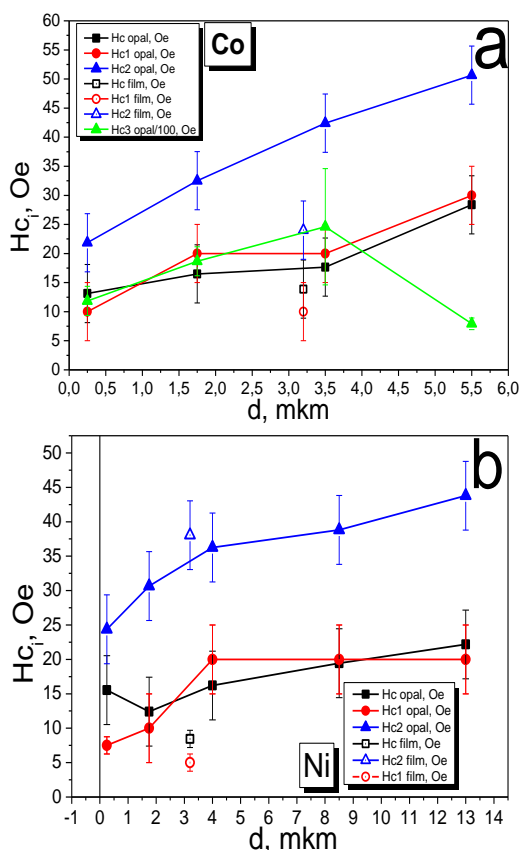 60
55
50
45
40
35
30
25
20
15
10
5
0
Hc_i, Oe
Hc opal, Oe
Hc1 opal, Oe
Hc2 opal, Oe
Hc film, Oe
Hc1 film, Oe
Hc2 film, Oe
Hc3 opal/100, Oe
Co
a
0,0 0,5 1,0 1,5 2,0 2,5 3,0 3,5 4,0 4,5 5,0 5,5 6,0
d, mkm
50
45
40
35
30
25
20
15
10
5
0
Hc_i, Oe
b
Hc opal, Oe
Hc1 opal, Oe
Hc2 opal, Oe
Hc film, Oe
Hc2 film, Oe
Hc1 film, Oe
Ni
-1 0 1 2 3 4 5 6 7 8 9 10 11 12 13 14
d, mkm